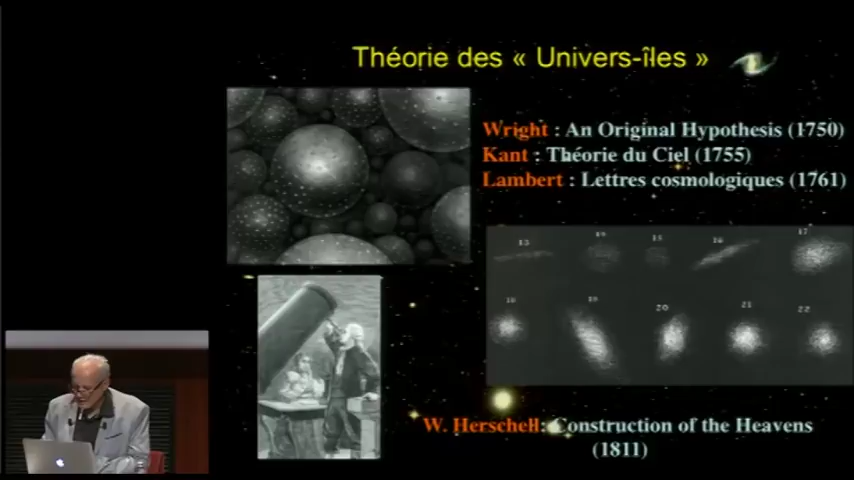 Théorie des « Univers-îles »
Wright : An Original Hypothesis (1750)
Kant : Théorie du Ciel (1755)
Lambert : Lettres cosmologiques (1761)
13 14 15 16 17
18 19 20 21 22
W. Herschell: Construction of the Heavens
(1811)